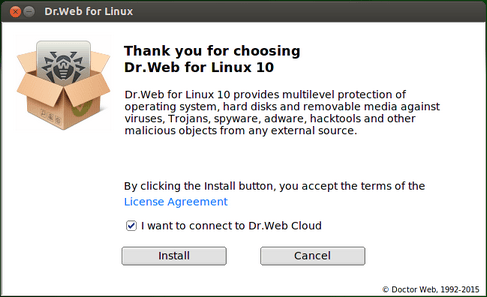 Dr.Web for Linux
Thank you for choosing
Dr.Web for Linux 10
Dr.Web for Linux 10 provides multilevel protection of
operating system, hard disks and removable media against
viruses, Trojans, spyware, adware, hacktools and other
malicious objects from any external source.
By clicking the Install button, you accept the terms of the
License Agreement
I want to connect to Dr.Web Cloud
Install
Cancel
© Doctor Web, 1992-2015